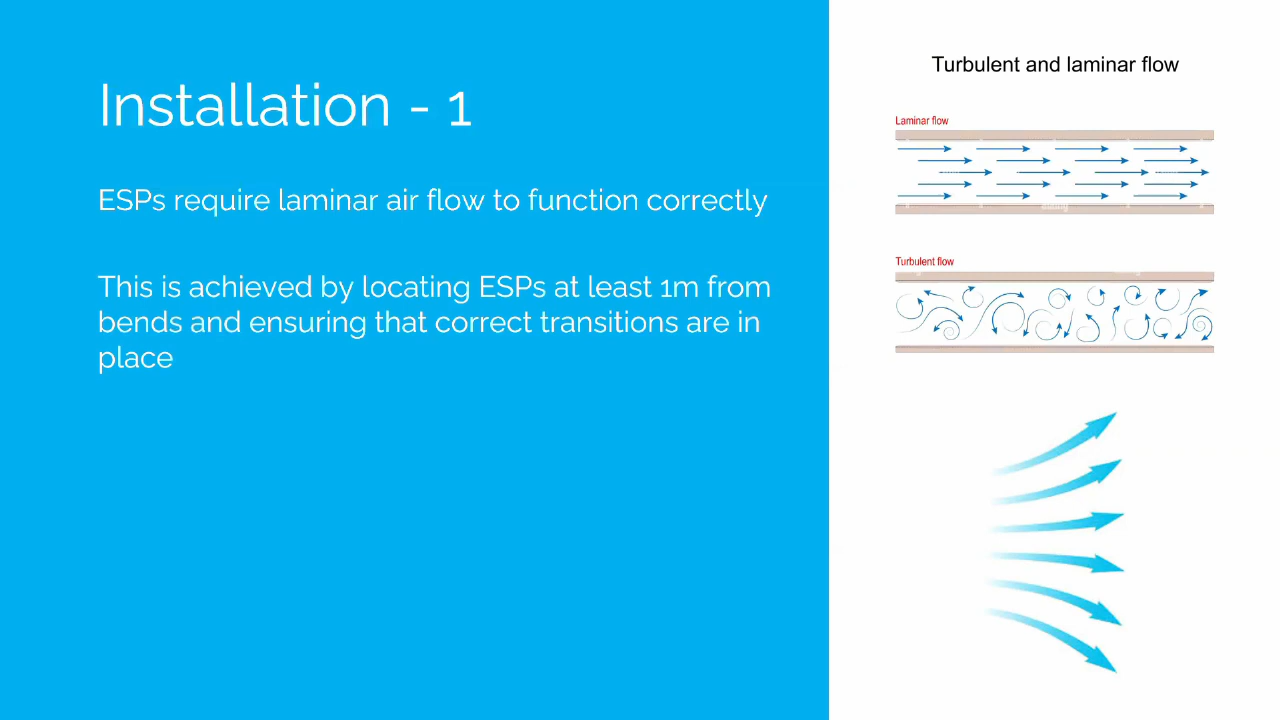 Installation - 1
ESPs require laminar air flow to function correctly
This is achieved by locating ESPs at least 1m from
bends and ensuring that correct transitions are in
place
Turbulent and laminar flow
Laminar flow
Turbulent flow